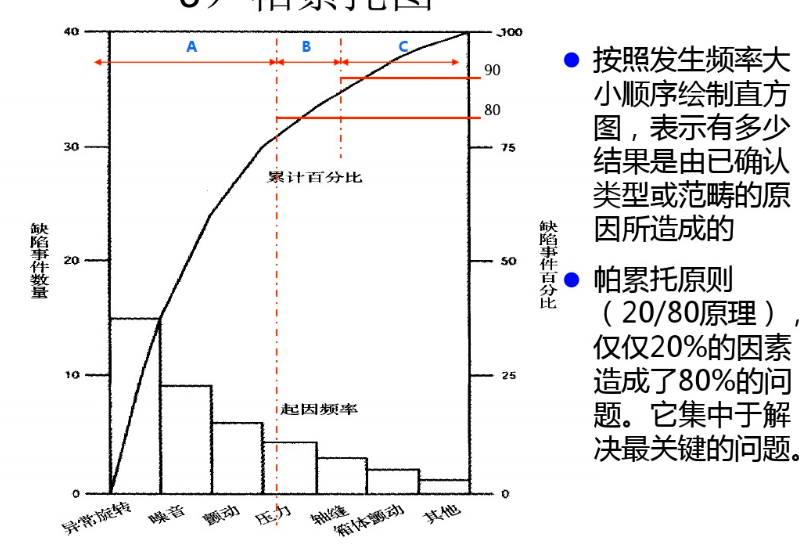 帕累托图
40
30
20
10
0
100
90
80
75
50
25
0
A
B
C
累计百分比
起因频率
缺陷事件数量
缺陷事件百分比
异常旋转
噪音
颤动
压力
轴缝
箱体颤动
其他
按照发生频率大
小顺序绘制直方
图，表示有多少
结果是由已确认
类型或范畴的原
因所造成的
帕累托原则
（20/80原理），
仅仅20%的因素
造成了80%的问
题。它集中于解
决最关键的问题。